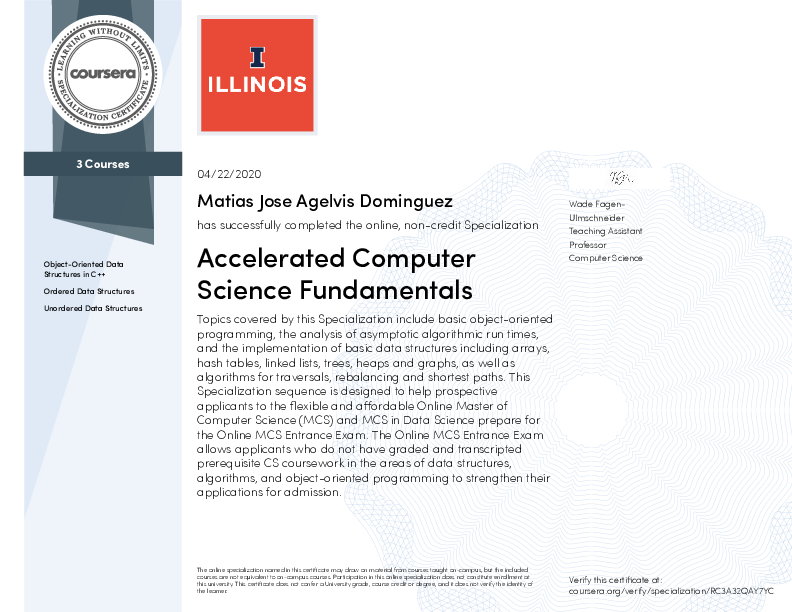 LEARNING WITHOUT LIMITS
coursera
SPECIALIZATION CERTIFICATE
I
ILLINOIS
3 Courses
Object-Oriented Data
Structures in C++
Ordered Data Structures
Unordered Data Structures
04/22/2020
Matias Jose Agelvis Dominguez
has successfully completed the online, non-credit Specialization
Accelerated Computer
Science Fundamentals
Topics covered by this Specialization include basic object-oriented
programming, the analysis of asymptotic algorithmic run times,
and the implementation of basic data structures including arrays,
hash tables, linked lists, trees, heaps and graphs, as well as
algorithms for traversals, rebalancing and shortest paths. This
Specialization sequence is designed to help prospective
applicants to the flexible and affordable Online Master of
Computer Science (MCS) and MCS in Data Science prepare for
the Online MCS Entrance Exam. The Online MCS Entrance Exam
allows applicants who do not have graded and transcripted
prerequisite CS coursework in the areas of data structures,
algorithms, and object-oriented programming to strengthen their
applications for admission.
Wade Fagen-
Ulmschneider
Teaching Assistant
Professor
Computer Science
The online specialization named in this certificate may draw on material from courses taught on-campus, but the included
courses are not equivalent to on-campus courses. Participation in this online specialization does not constitute enrollment at
this university. This certificate does not confer a University grade, course credit or degree, and it does not verify the identity of
the learner.
Verify this certificate at:
coursera.org/verify/specialization/RC3A32QAY7YC